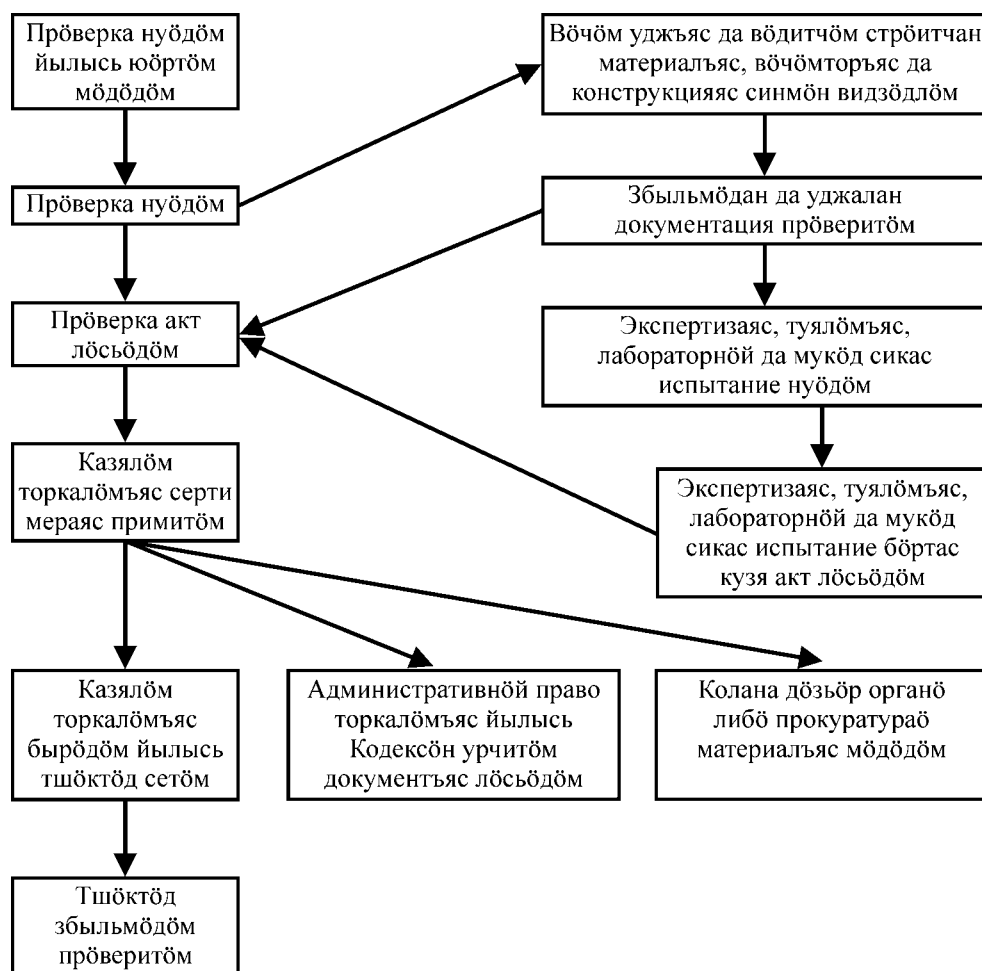 Прӧверка нуӧдӧм
йылысь юӧртӧм
мӧдӧдӧм
Вӧчӧм уджъяс да вӧдитчӧм стрӧитчан
материалъяс, вӧчӧмторъяс да
конструкцияяс синмӧн видзӧдлӧм
Прӧверка нуӧдӧм
Збыльмӧдан да уджалан
документация прӧверитӧм
Прӧверка акт
лӧсьӧдӧм
Экспертизаяс, туялӧмъяс,
лабораторнӧй да мукӧд сикас
испытание нуӧдӧм
Казялӧм
торкалӧмъяс серти
мераяс примитӧм
Экспертизаяс, туялӧмъяс,
лабораторнӧй да мукӧд
сикас испытание бӧртас
кузя акт лӧсьӧдӧм
Казялӧм
торкалӧмъяс
бырӧдӧм йылысь
тшӧктӧд сетӧм
Административнӧй право
торкалӧмъяс йылысь
Кодексӧн урчитӧм
документъяс лӧсьӧдӧм
Колана дӧзьӧр органӧ
либӧ прокуратураӧ
материалъяс мӧдӧдӧм
Тшӧктӧд
збыльмӧдӧм
прӧверитӧм